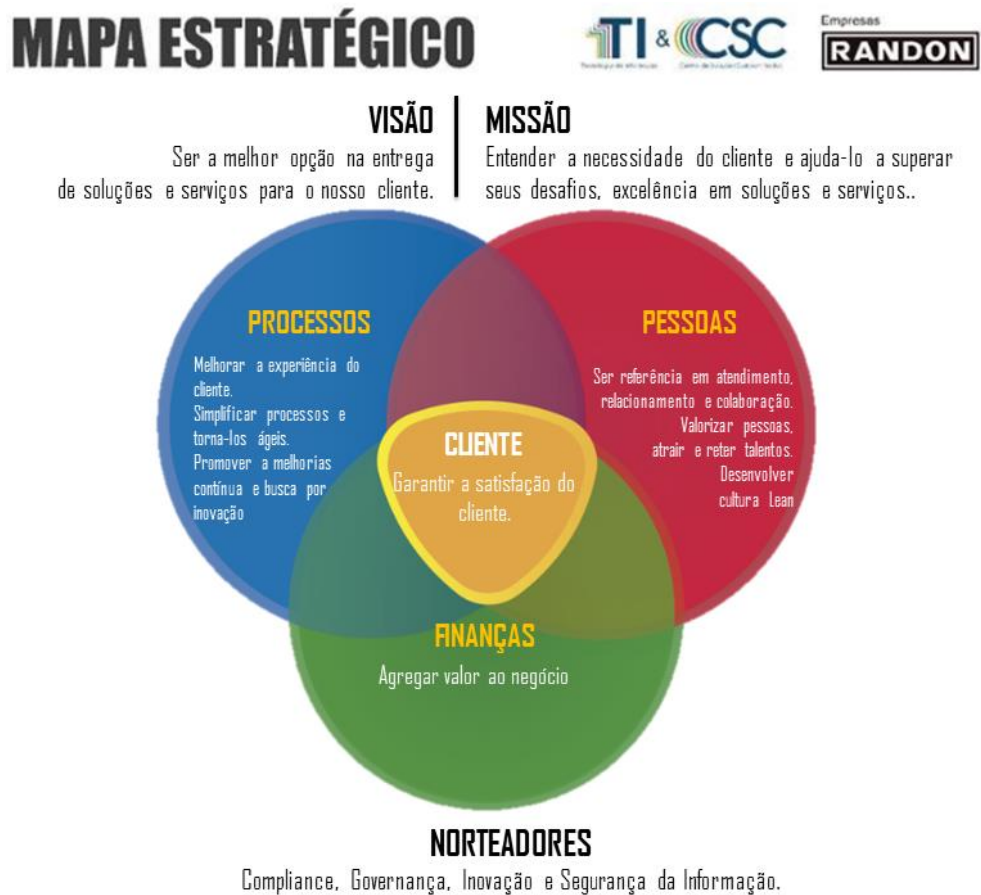 MAPA ESTRATÉGICO
TI & CSC
Empresas
RANDON
VISÃO
Ser a melhor opção na entrega
de soluções e serviços para o nosso cliente.
MISSÃO
Entender a necessidade do cliente e ajuda-lo a superar
seus desafios, excelência em soluções e serviços..
PROCESSOS
Melhorar a experiência do
cliente.
Simplificar processos e
torna-los ágeis.
Promover a melhorias
contínua e busca por
inovação
PESSOAS
Ser referência em atendimento,
relacionamento e colaboração.
Valorizar pessoas,
atrair e reter talentos.
Desenvolver
cultura Lean
CLIENTE
Garantir a satisfação do
cliente.
FINANÇAS
Agregar valor ao negócio
NORTEADORES
Compliance, Governança, Inovação e Segurança da Informação.